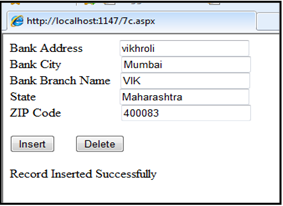 http://localhost:1147/7c.aspx
Bank Address vikhroli
Bank City Mumbai
Bank Branch Name VIK
State Maharashtra
ZIP Code 400083
Insert Delete
Record Inserted Successfully